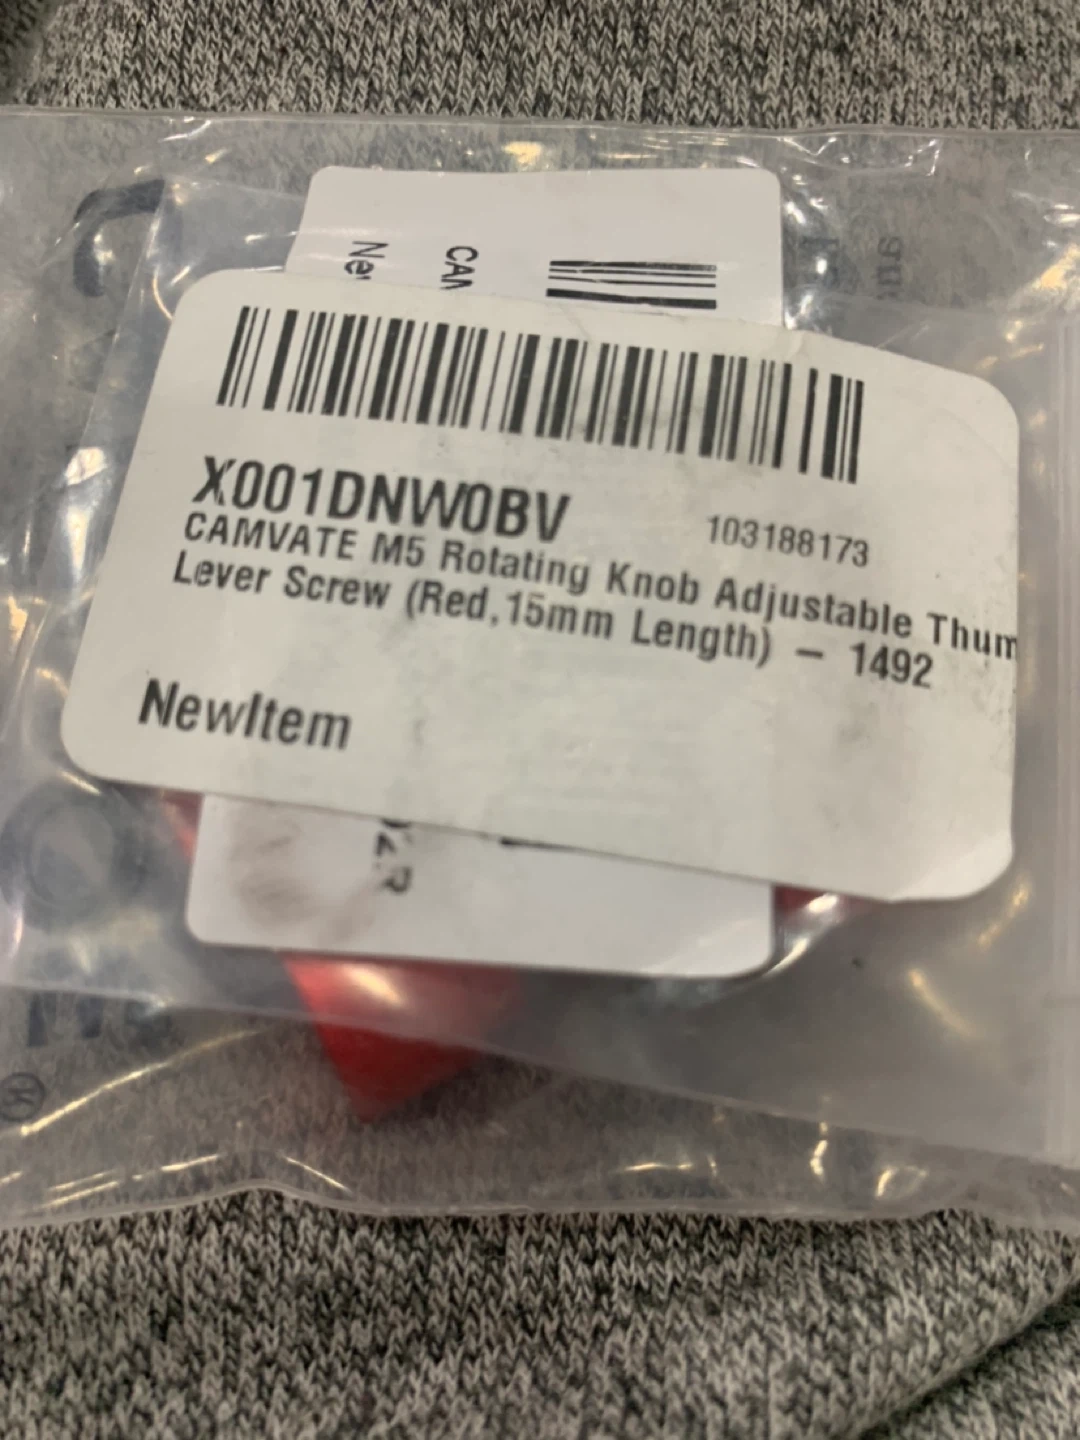 X001DNW0BV
103188173
CAMVATE M5 Rotating Knob Adjustable Thum
Lever Screw (Red,15mm Length) – 1492
NewItem
®